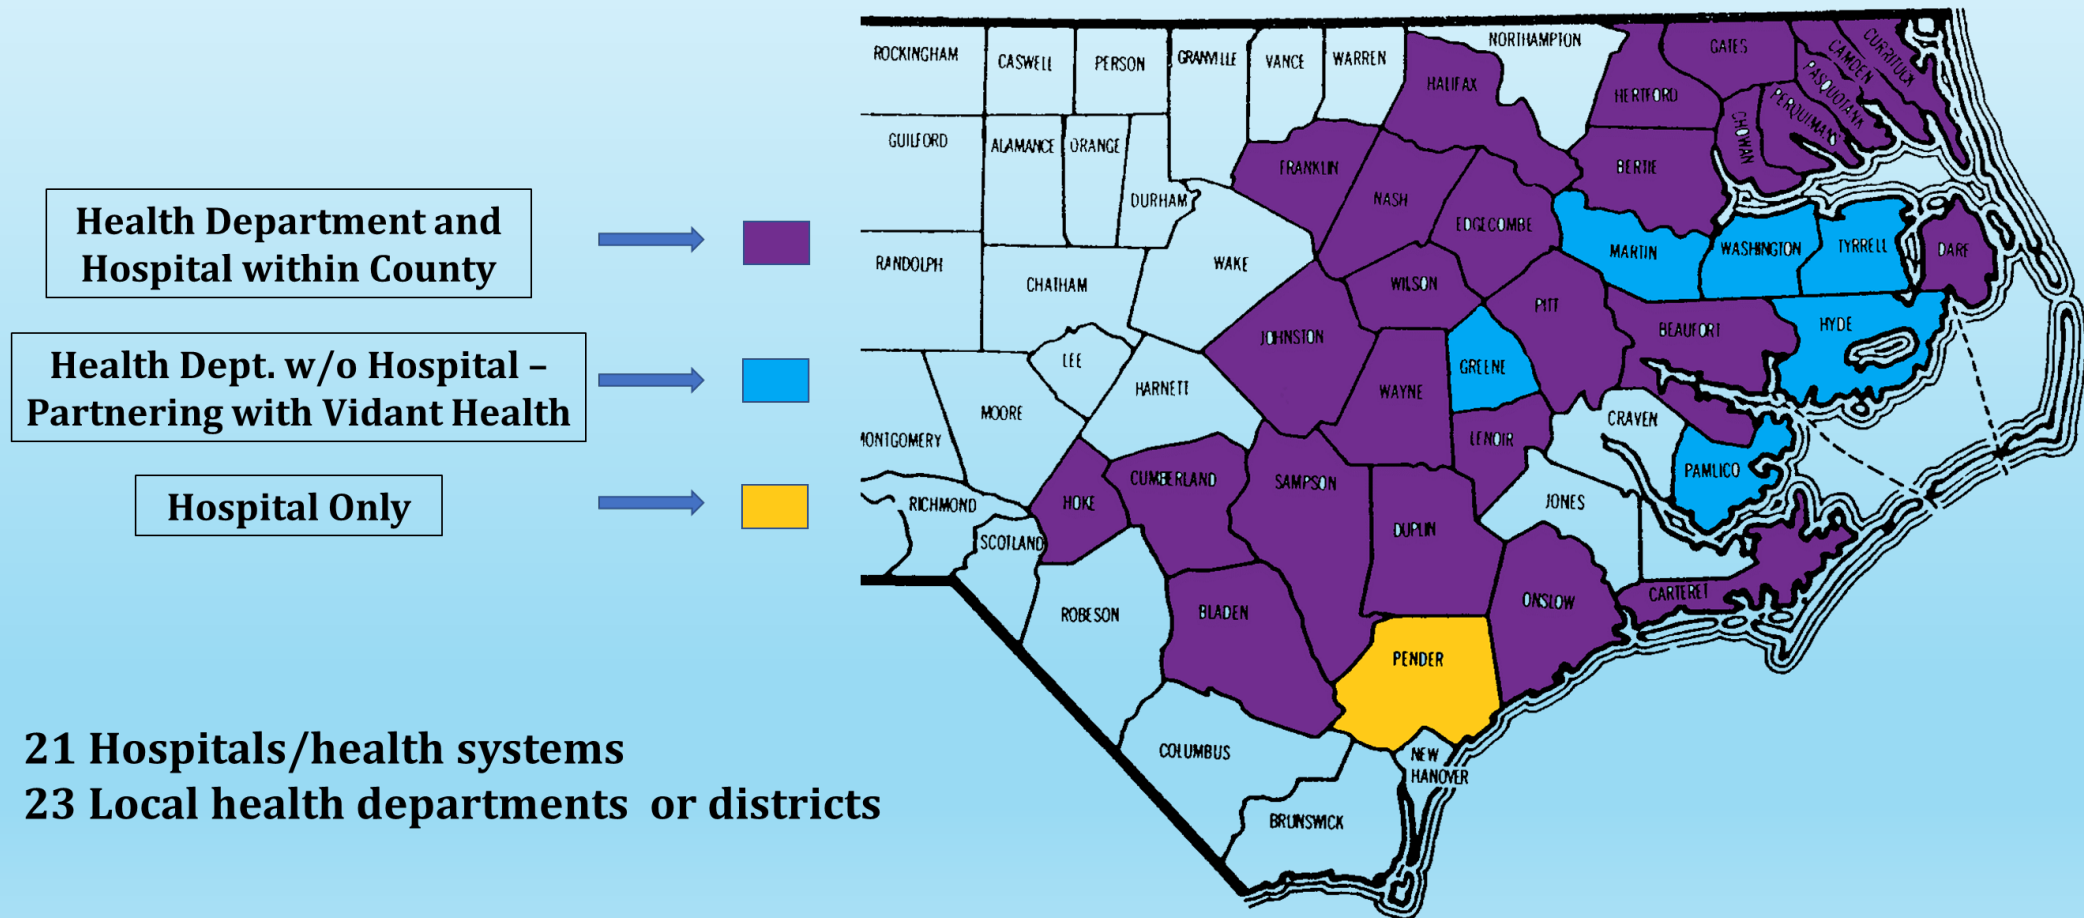 Health Department and
Hospital within County
Health Dept. w/o Hospital –
Partnering with Vidant Health
Hospital Only
21 Hospitals/health systems
23 Local health departments or districts
ROCKINGHAM
CASWELL
PERSON
GRANVILLE
VANCE
WARREN
NORTHAMPTON
HALIFAX
HERTFORD
GATES
CAMDEN
CURRITUCK
PASQUOTANK
PERQUIMANS
CHOWAN
GUILFORD
ALAMANCE
ORANGE
DURHAM
FRANKLIN
NASH
EDGECOMBE
BERTIE
MARTIN
WASHINGTON
TYRRELL
DARE
RANDOLPH
CHATHAM
WAKE
WILSON
PITT
BEAUFORT
HYDE
JOHNSTON
GREENE
WAYNE
LEE
HARNETT
MOORE
MONTGOMERY
LENOIR
CRAVEN
PAMLICO
RICHMOND
HOKE
CUMBERLAND
SAMPSON
DUPLIN
JONES
SCOTLAND
ROBESON
BLADEN
ONSLOW
CARTERET
PENDER
COLUMBUS
NEW
HANOVER
BRUNSWICK